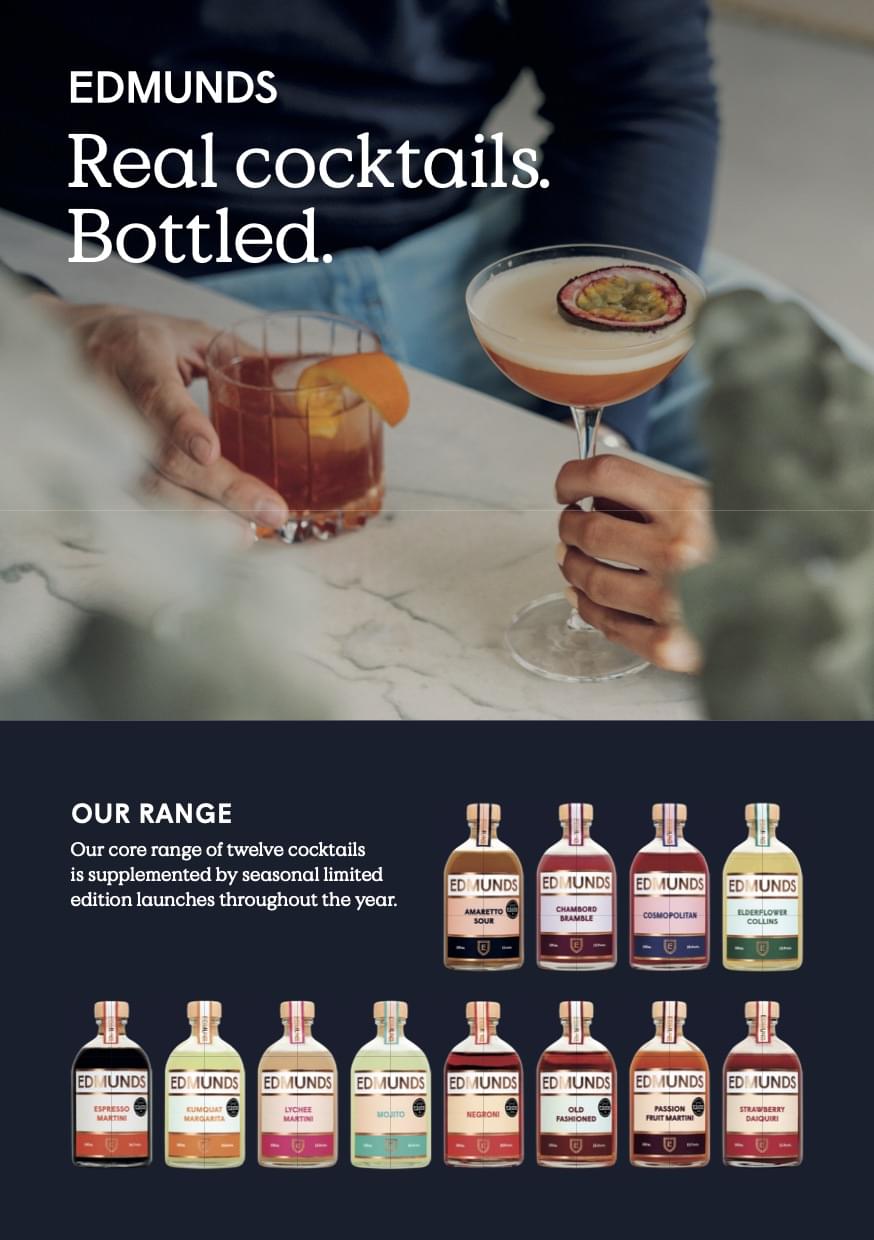 EDMUNDS
Real cocktails.
Bottled.
OUR RANGE
Our core range of twelve cocktails
is supplemented by seasonal limited
edition launches throughout the year.
EDMUNDS
AMARETTO
SOUR
EDMUNDS
CHAMBORD
BRAMBLE
EDMUNDS
COSMOPOLITAN
EDMUNDS
ELDERFLOWER
COLLINS
EDMUNDS
ESPRESSO
MARTINI
EDMUNDS
KUMQUAT
MARGARITA
EDMUNDS
LYCHEE
MARTINI
EDMUNDS
MOJITO
EDMUNDS
NEGRONI
EDMUNDS
OLD
FASHIONED
EDMUNDS
PASSION
FRUIT MARTINI
EDMUNDS
STRAWBERRY
DAIQUIRI